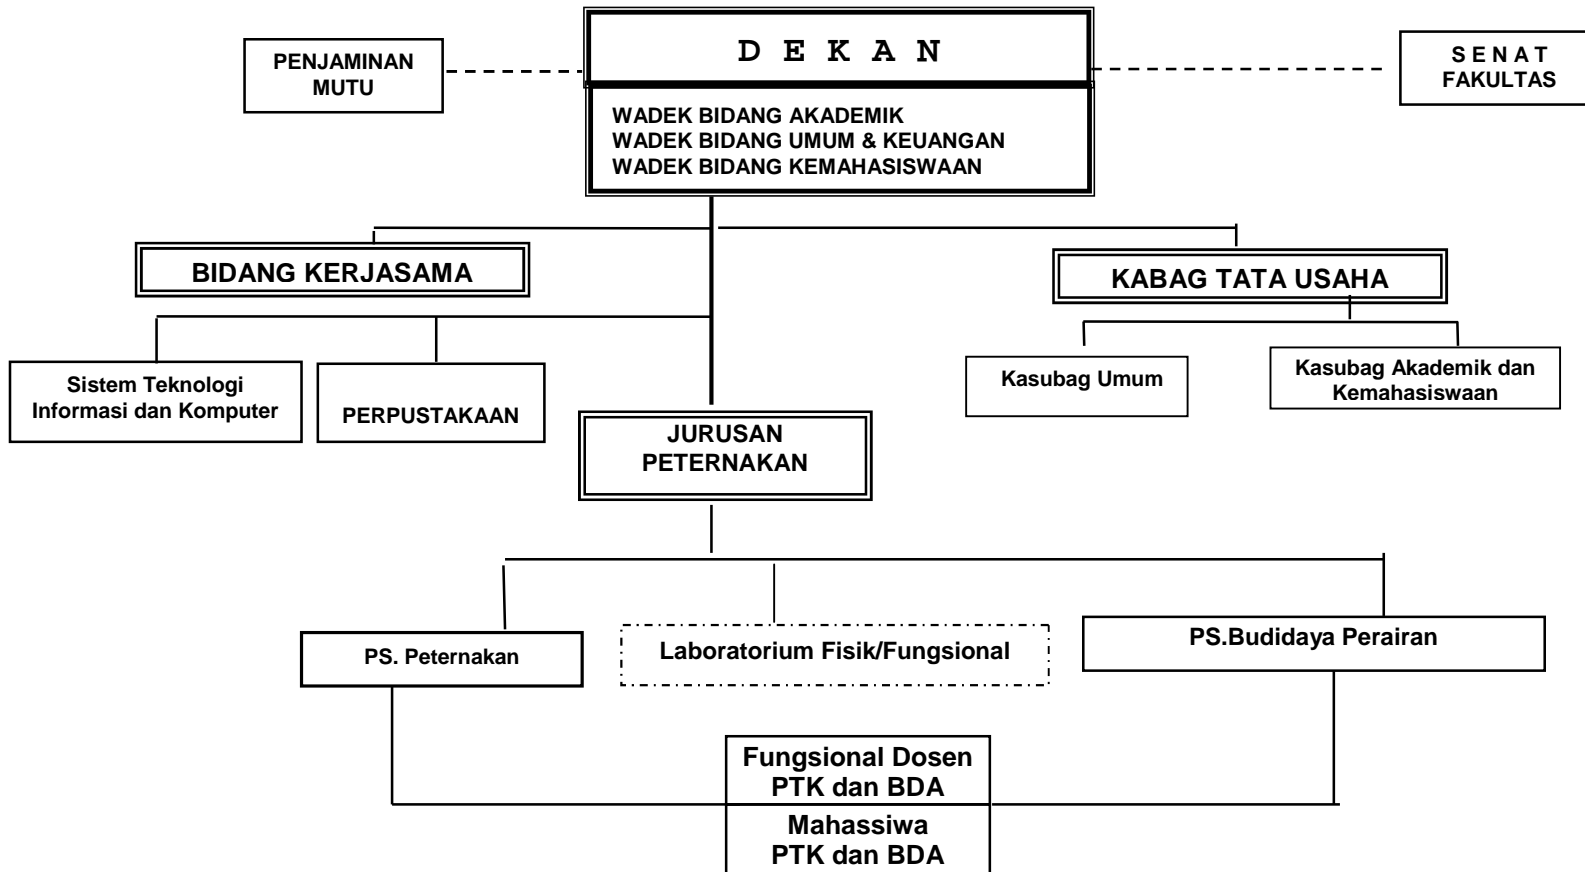 D E K A N
PENJAMINAN
MUTU
S E N A T
FAKULTAS
WADEK BIDANG AKADEMIK
WADEK BIDANG UMUM & KEUANGAN
WADEK BIDANG KEMAHASISWAAN
BIDANG KERJASAMA
KABAG TATA USAHA
Sistem Teknologi
Informasi dan Komputer
PERPUSTAKAAN
Kasubag Umum
Kasubag Akademik dan
Kemahasiswaan
JURUSAN
PETERNAKAN
PS. Peternakan
Laboratorium Fisik/Fungsional
PS.Budidaya Perairan
Fungsional Dosen
PTK dan BDA
Mahassiwa
PTK dan BDA